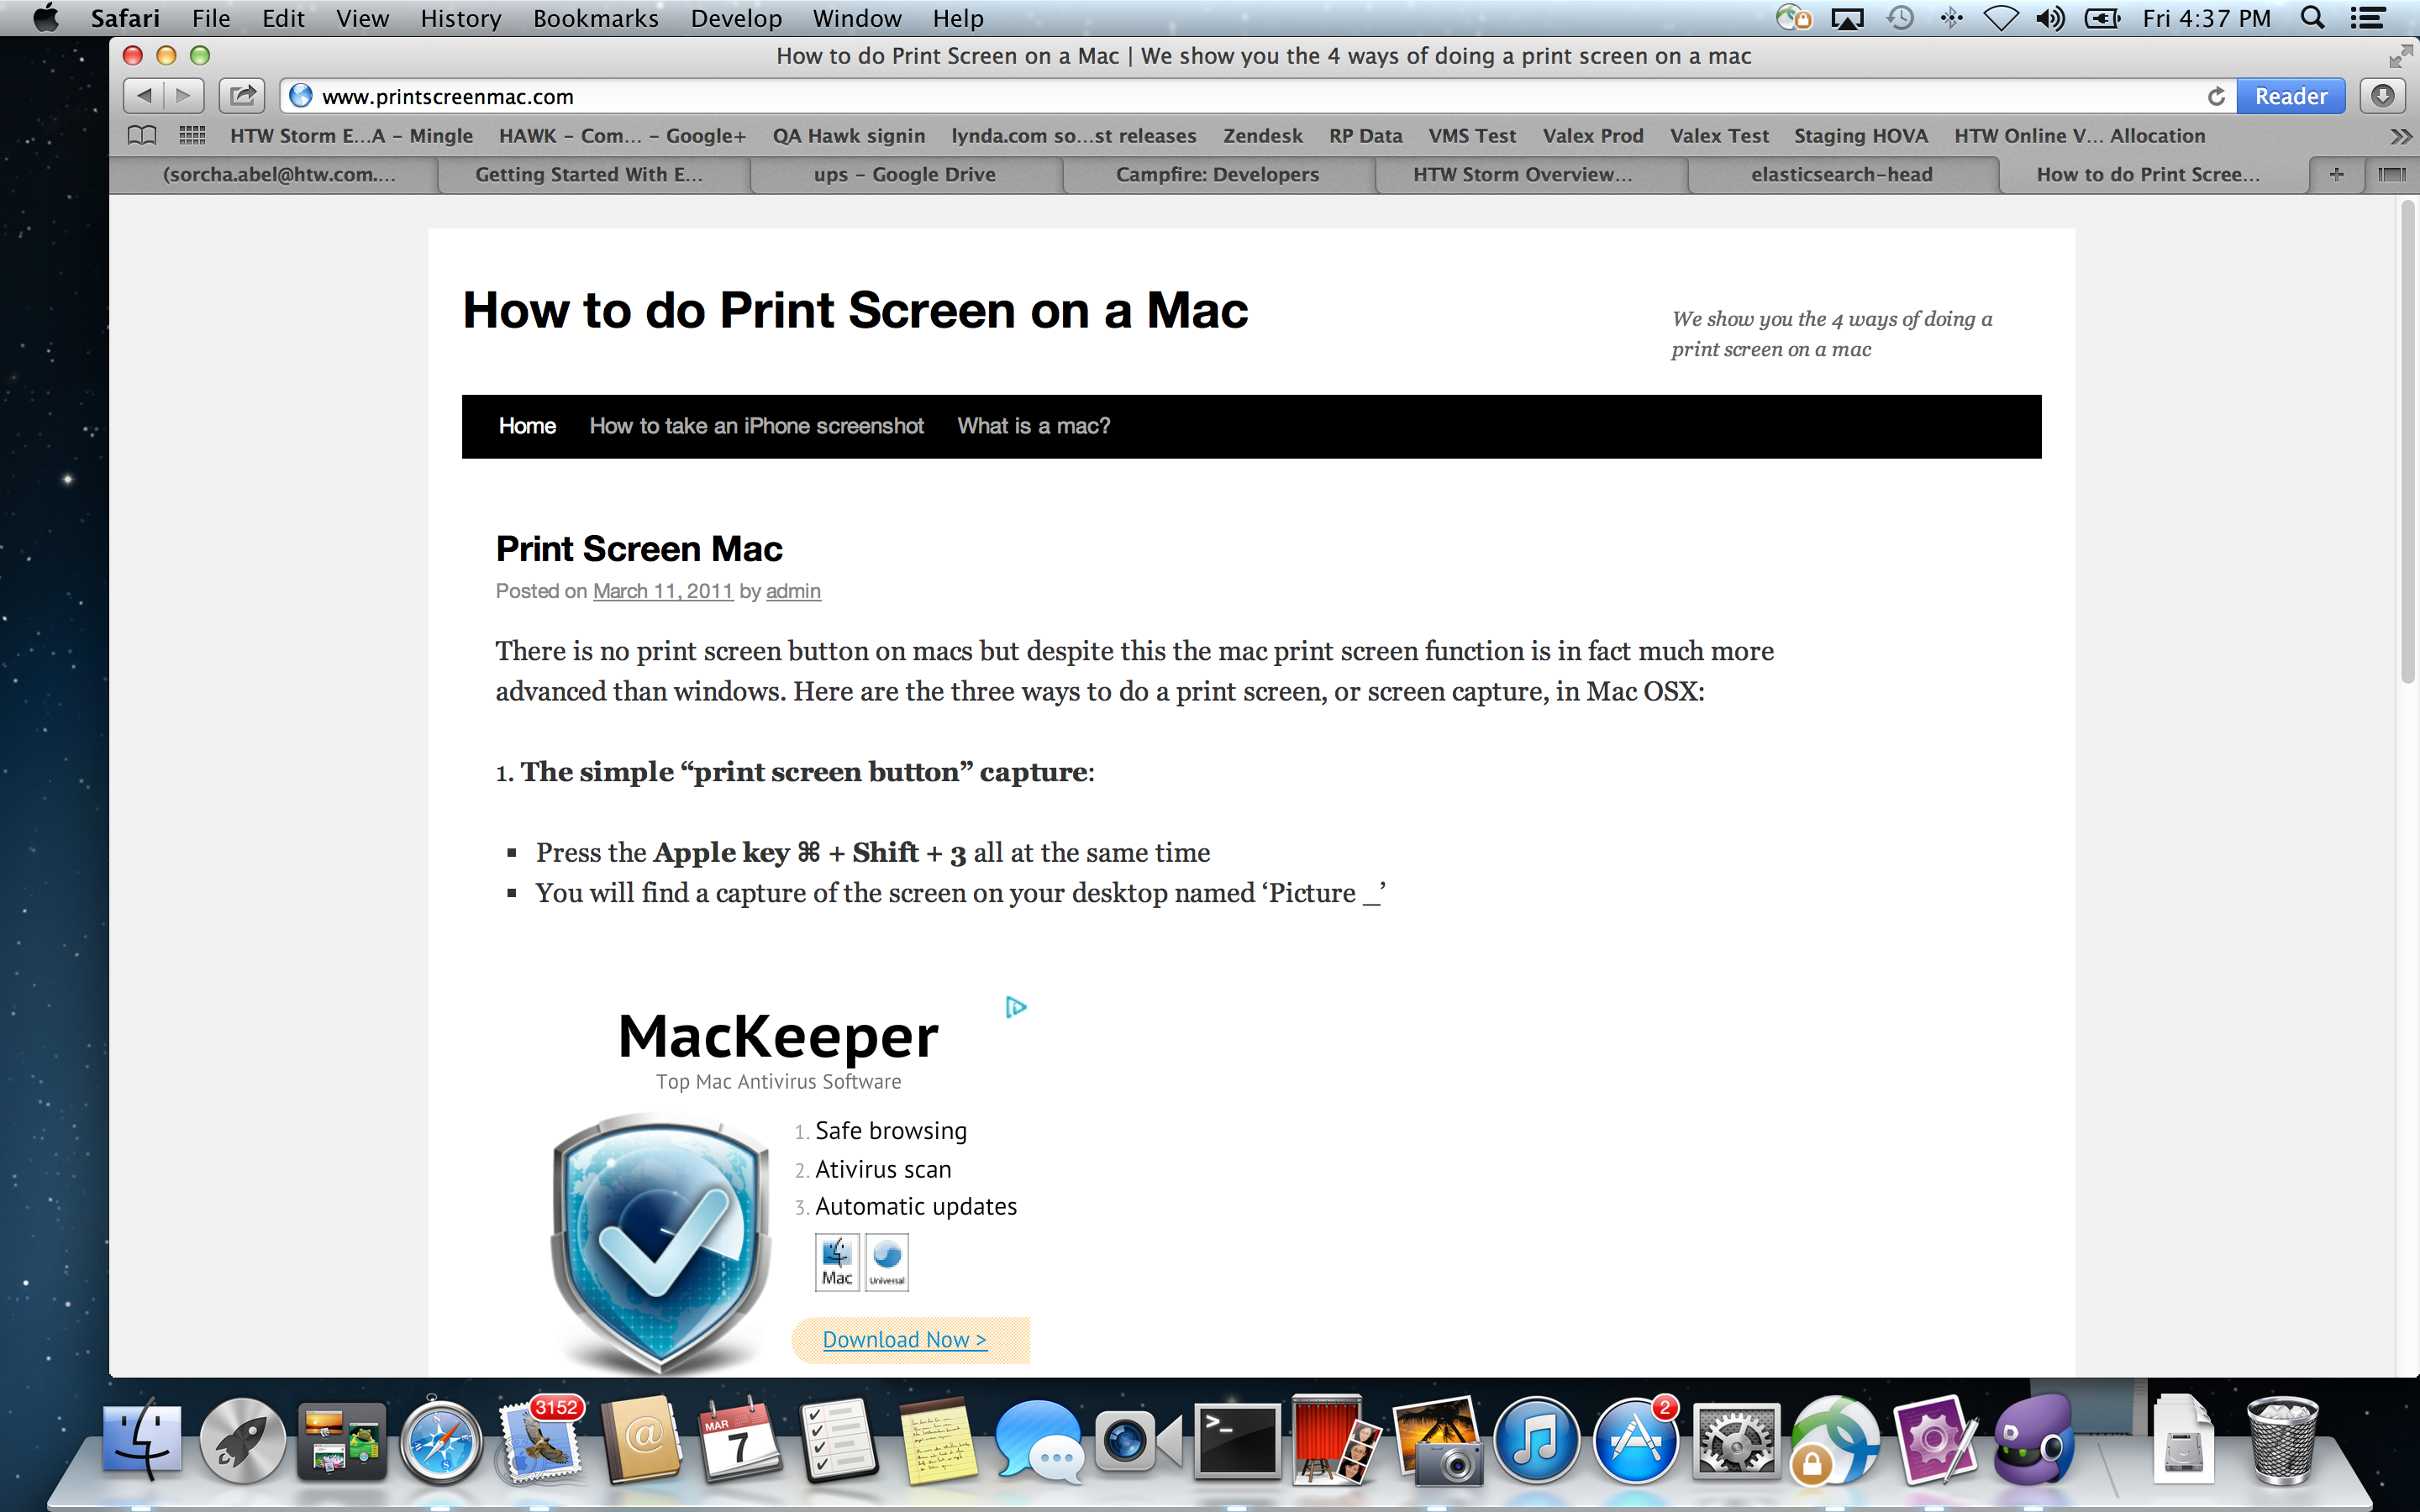 Safari File Edit View History Bookmarks Develop Window Help Fri 4:37 PM
How to do Print Screen on a Mac | We show you the 4 ways of doing a print screen on a mac
www.printscreenmac.com Reader
HTW Storm E...A – Mingle HAWK – Com... – Google+ QA Hawk signin lynda.com so...st releases Zendesk RP Data VMS Test Valex Prod Valex Test Staging HOVA HTW Online V... Allocation
(sorcha.abel@htw.com.... Getting Started With E... ups – Google Drive Campfire: Developers HTW Storm Overview... elasticsearch–head How to do Print Scree... +
How to do Print Screen on a Mac
We show you the 4 ways of doing a
print screen on a mac
Home How to take an iPhone screenshot What is a mac?
Print Screen Mac
Posted on March 11, 2011 by admin
There is no print screen button on macs but despite this the mac print screen function is in fact much more
advanced than windows. Here are the three ways to do a print screen, or screen capture, in Mac OSX:
1. The simple “print screen button” capture:
▪ Press the Apple key ⌘ + Shift + 3 all at the same time
▪ You will find a capture of the screen on your desktop named ‘Picture _’
MacKeeper
Top Mac Antivirus Software
1. Safe browsing
2. Ativirus scan
3. Automatic updates
Mac Universal
Download Now >
3152
MAR
7
>_
2